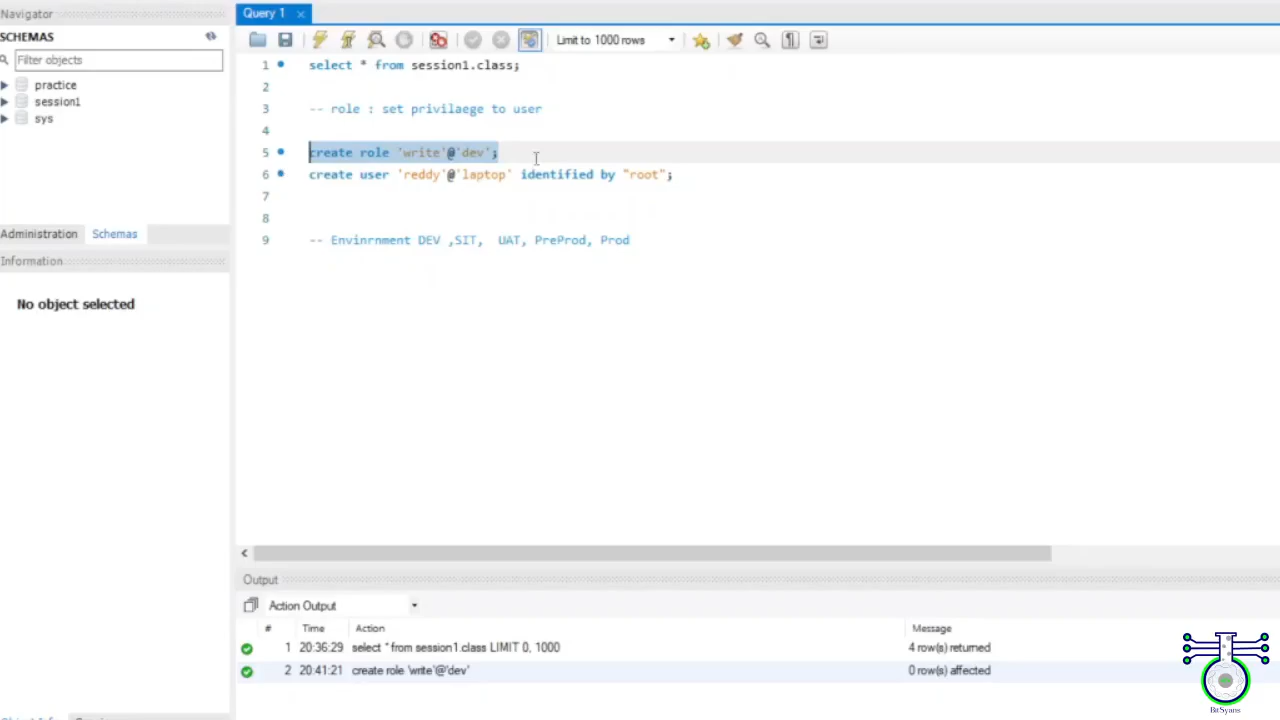 Navigator
Query 1
SCHEMAS
Limit to 1000 rows
Filter objects
practice
session1
sys
1 select * from session1.class;
2
3 -- role : set privilaege to user
4
5 create role 'write'@'dev';
6 create user 'reddy'@'laptop' identified by "root";
7
8
9 -- Envinrnment DEV ,SIT, UAT, PreProd, Prod
Administration Schemas
Information
No object selected
Output
Action Output
# Time Action Message
1 20:36:29 select * from session1.class LIMIT 0, 1000 4 row(s) returned
2 20:41:21 create role 'write'@'dev' 0 row(s) affected
BitSyans